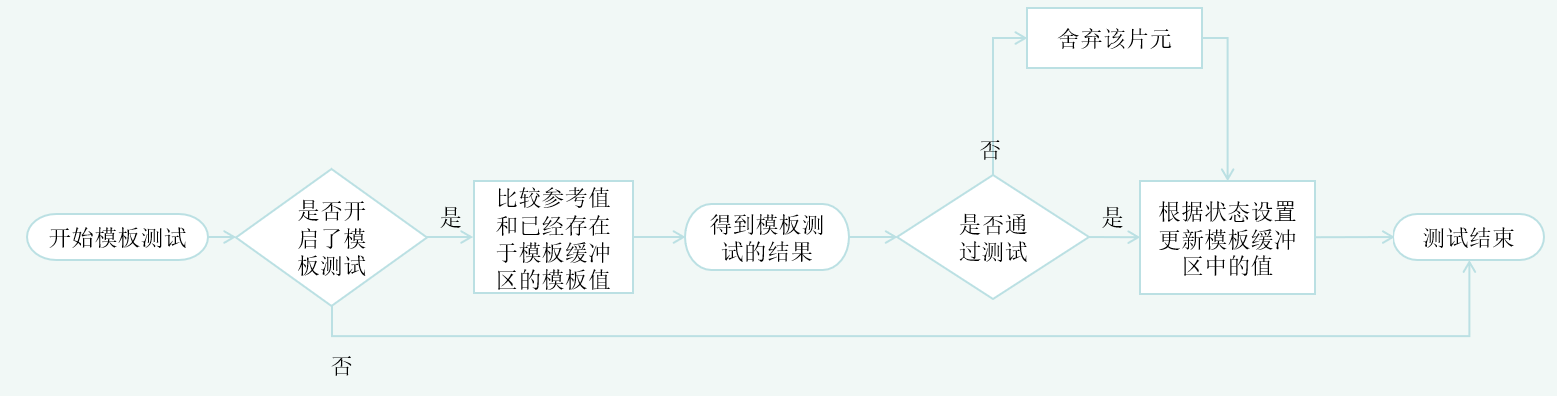 开始模板测试
是否开
启了模
板测试
是
否
比较参考值
和已经存在
于模板缓冲
区的模板值
得到模板测
试的结果
是否通
过测试
否
舍弃该片元
是
根据状态设置
更新模板缓冲
区中的值
测试结束